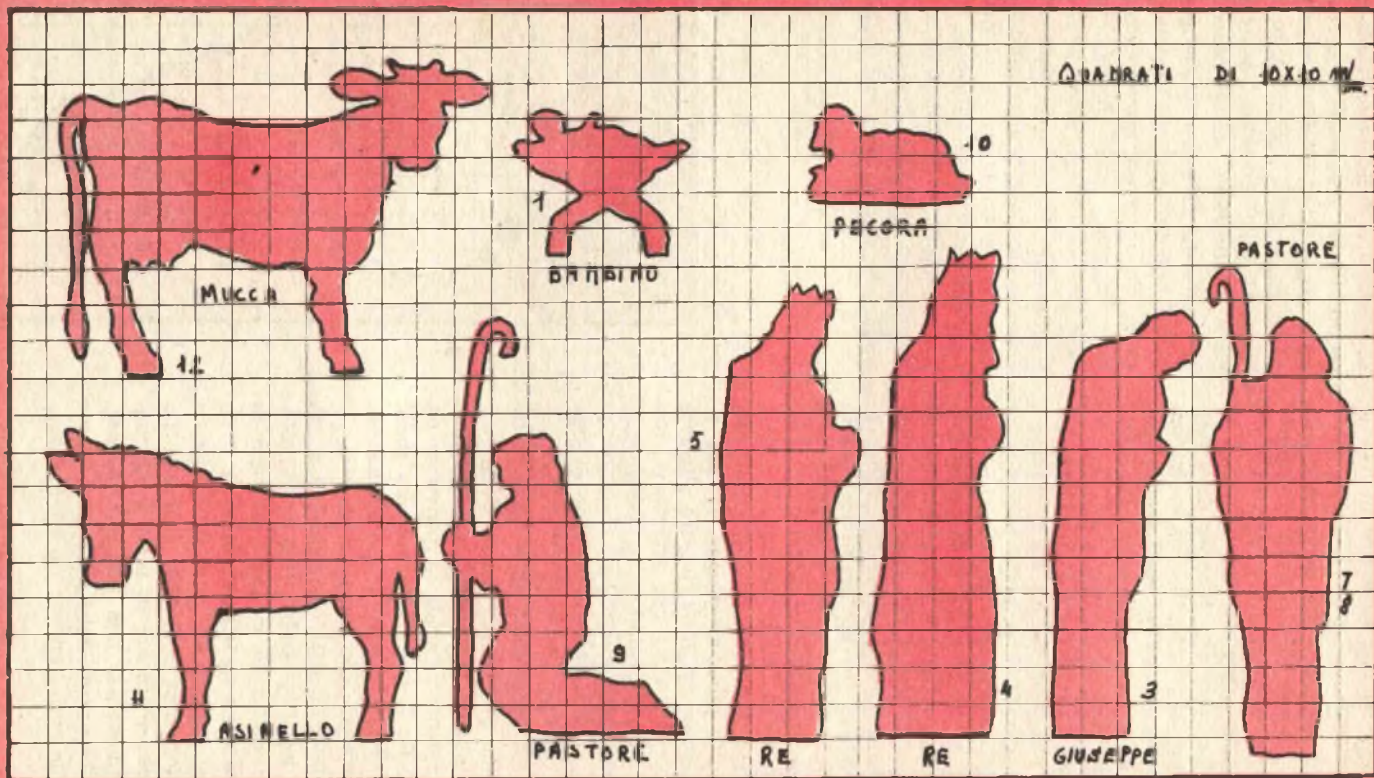 QUADRATI DI 10X10 M/M
10
1
PECORA
PASTORE
BAMBINO
MUCCA
12
5
7
8
9
11
4
3
ASINELLO
PASTORE
RE
RE
GIUSEPPE